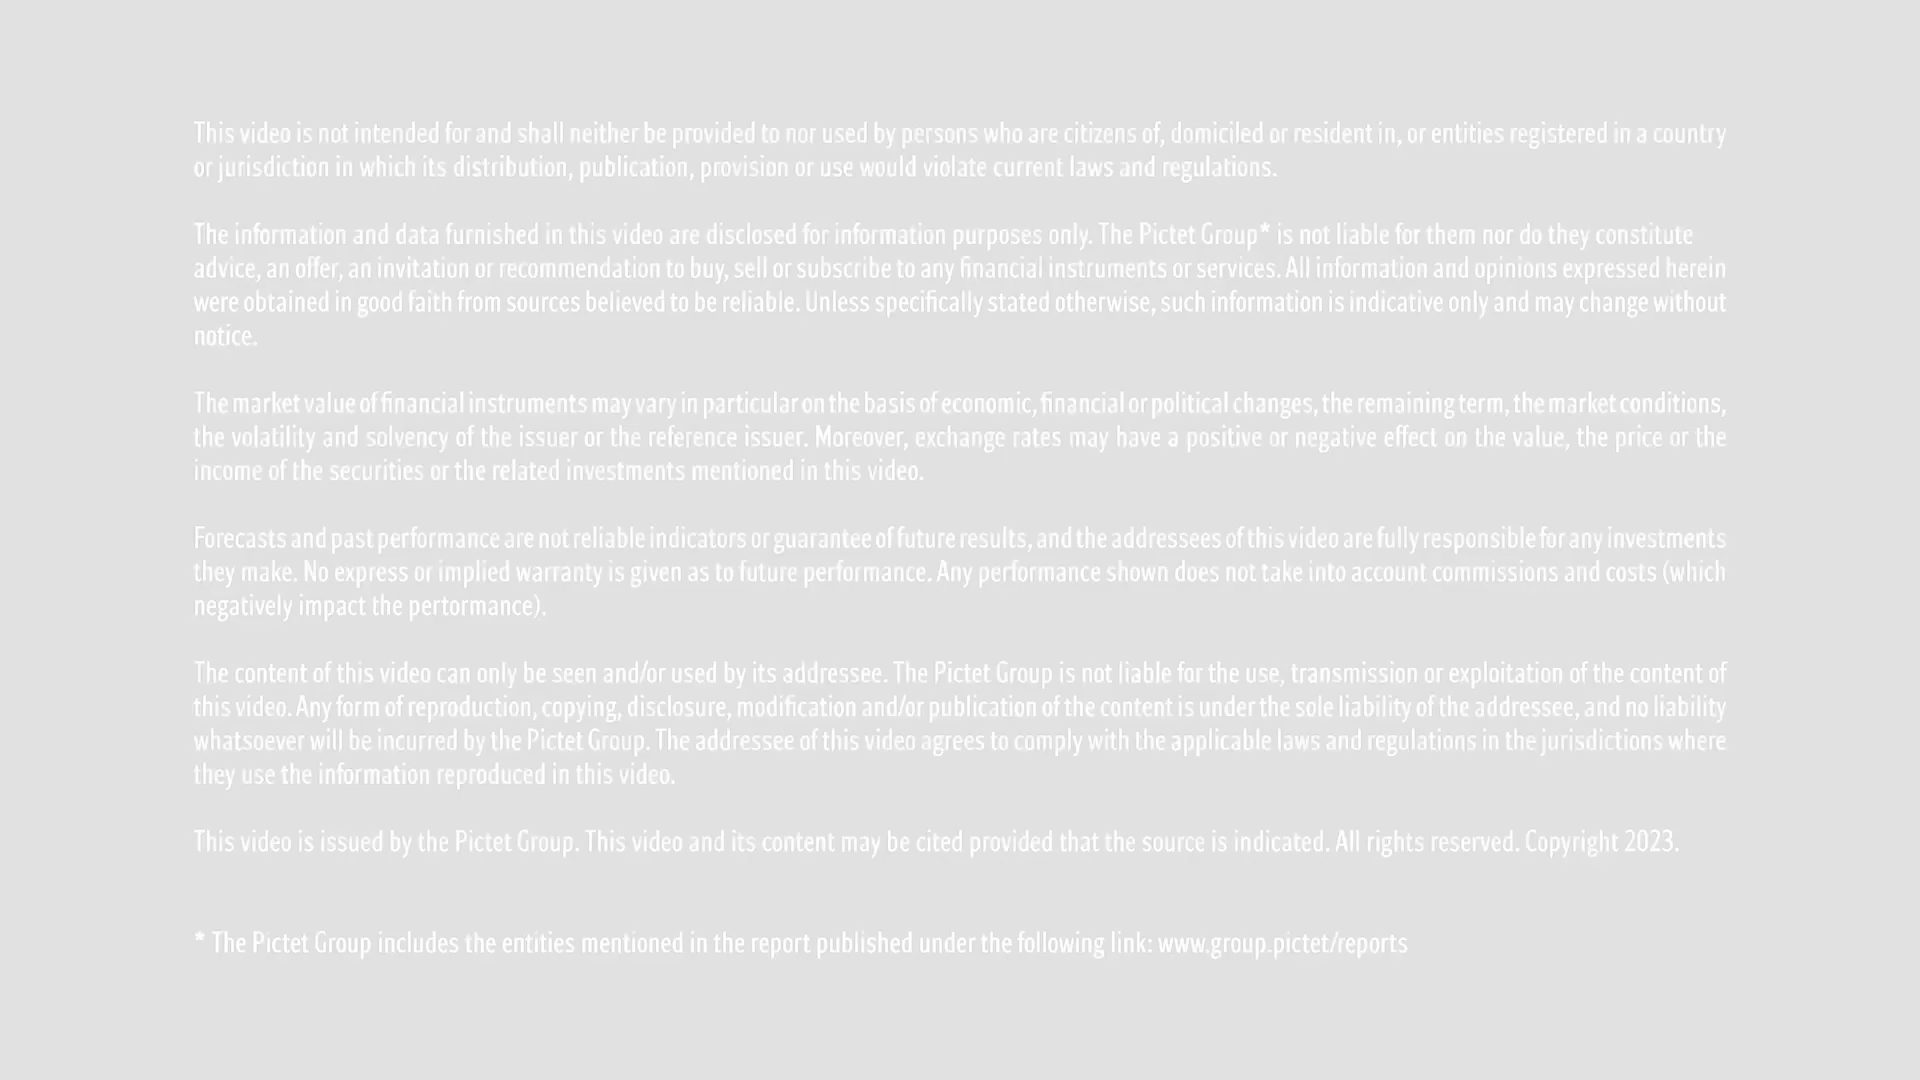 This video is not intended for and shall neither be provided to nor used by persons who are citizens of, domiciled or resident in, or entities registered in a country
or jurisdiction in which its distribution, publication, provision or use would violate current laws and regulations.
The information and data furnished in this video are disclosed for information purposes only. The Pictet Group* is not liable for them nor do they constitute
advice, an offer, an invitation or recommendation to buy, sell or subscribe to any financial instruments or services. All information and opinions expressed herein
were obtained in good faith from sources believed to be reliable. Unless specifically stated otherwise, such information is indicative only and may change without
notice.
The market value of financial instruments may vary in particular on the basis of economic, financial or political changes, the remaining term, the market conditions,
the volatility and solvency of the issuer or the reference issuer. Moreover, exchange rates may have a positive or negative effect on the value, the price or the
income of the securities or the related investments mentioned in this video.
Forecasts and past performance are not reliable indicators or guarantee of future results, and the addressees of this video are fully responsible for any investments
they make. No express or implied warranty is given as to future performance. Any performance shown does not take into account commissions and costs (which
negatively impact the pertormance).
The content of this video can only be seen and/or used by its addressee. The Pictet Group is not liable for the use, transmission or exploitation of the content of
this video. Any form of reproduction, copying, disclosure, modification and/or publication of the content is under the sole liability of the addressee, and no liability
whatsoever will be incurred by the Pictet Group. The addressee of this video agrees to comply with the applicable laws and regulations in the jurisdictions where
they use the information reproduced in this video.
This video is issued by the Pictet Group. This video and its content may be cited provided that the source is indicated. All rights reserved. Copyright 2023.
* The Pictet Group includes the entities mentioned in the report published under the following link: www.group.pictet/reports